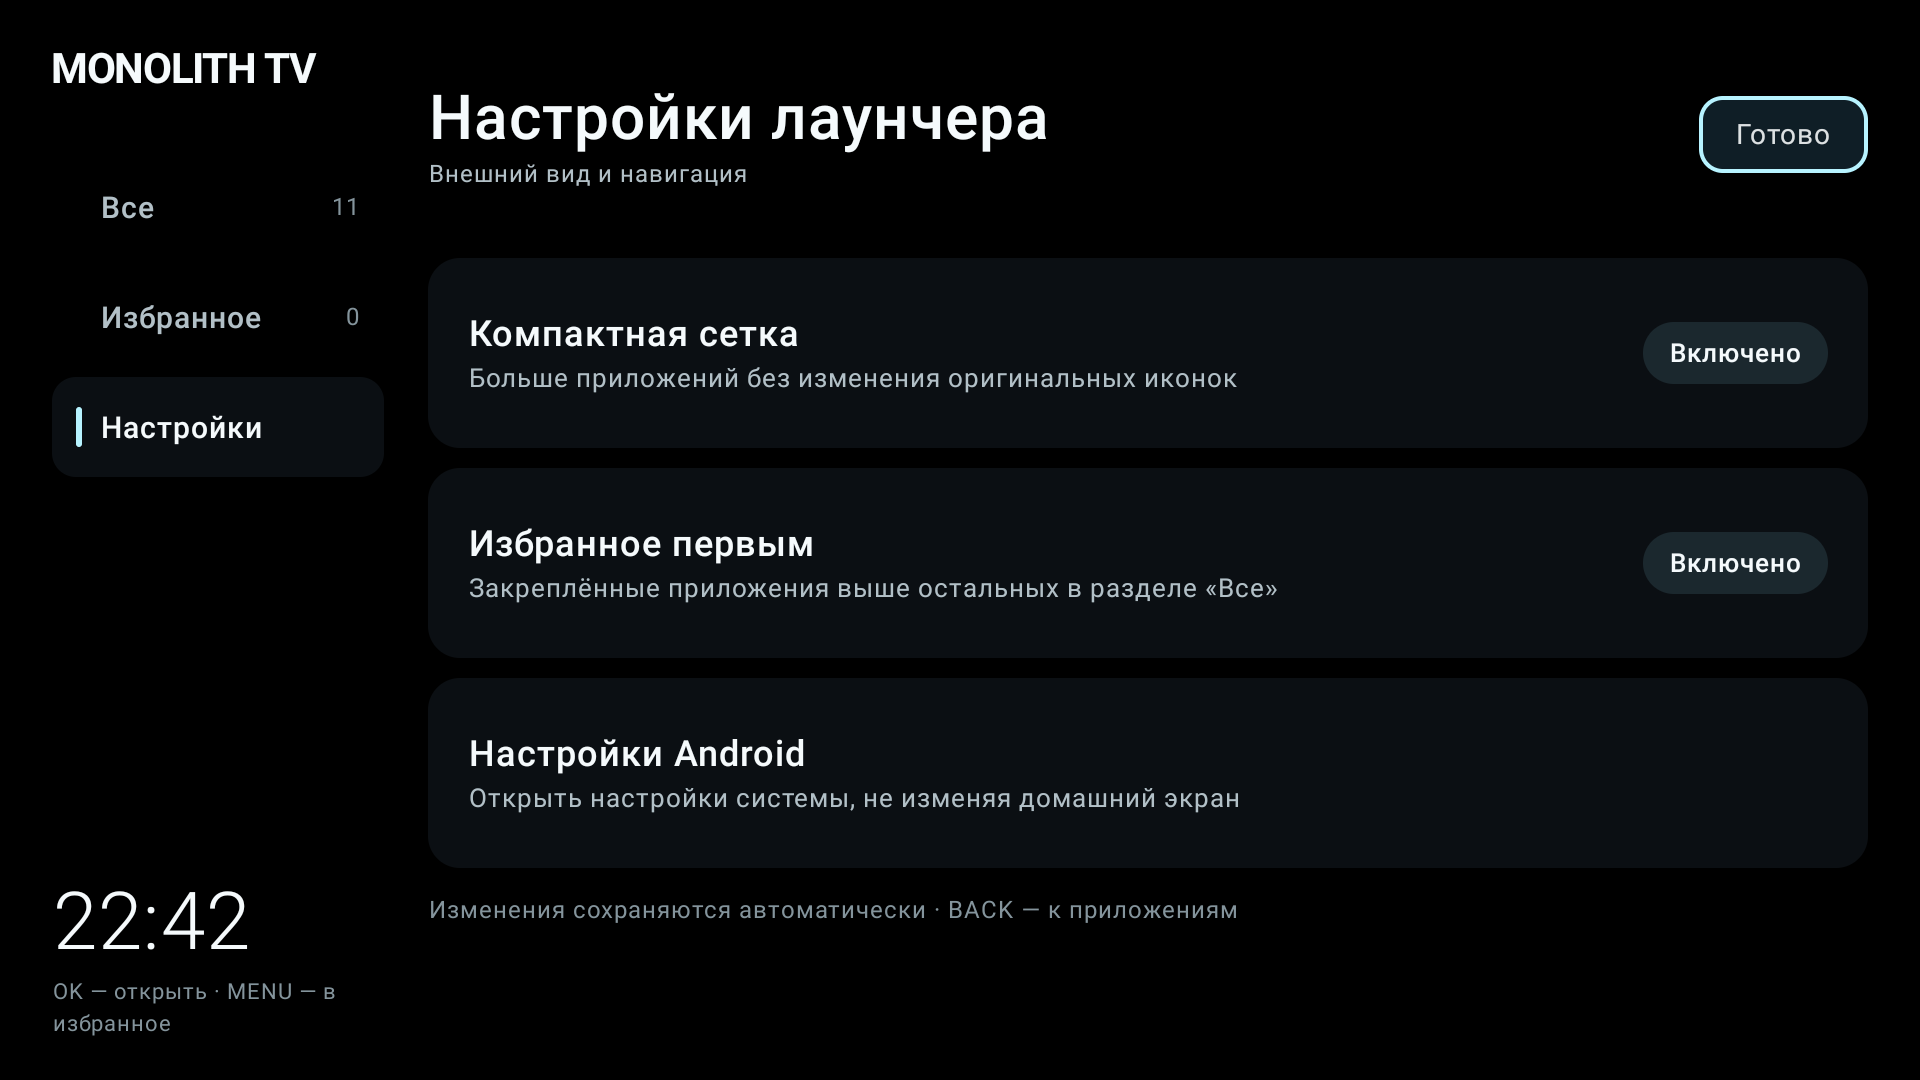 MONOLITH TV
Все 11
Избранное 0
Настройки
22:42
OK — открыть · MENU — в
избранное
Настройки лаунчера
Внешний вид и навигация
Готово
Компактная сетка
Больше приложений без изменения оригинальных иконок
Включено
Избранное первым
Закреплённые приложения выше остальных в разделе «Все»
Включено
Настройки Android
Открыть настройки системы, не изменяя домашний экран
Изменения сохраняются автоматически · BACK — к приложениям